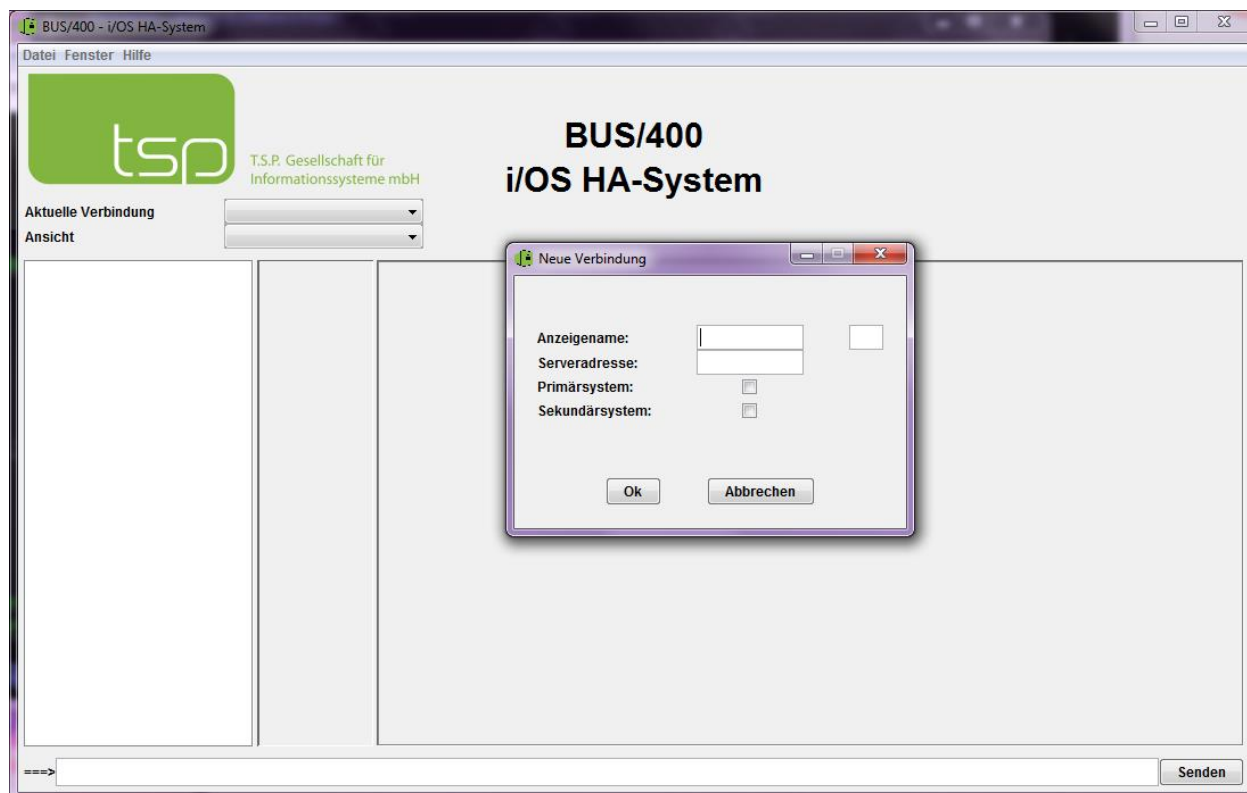 BUS/400 - i/OS HA-System
Datei Fenster Hilfe
tsp
T.S.P. Gesellschaft für
Informationssysteme mbH
BUS/400
i/OS HA-System
Aktuelle Verbindung
Ansicht
Neue Verbindung
Anzeigename:
Serveradresse:
Primärsystem:
Sekundärsystem:
Ok Abbrechen
===> Senden